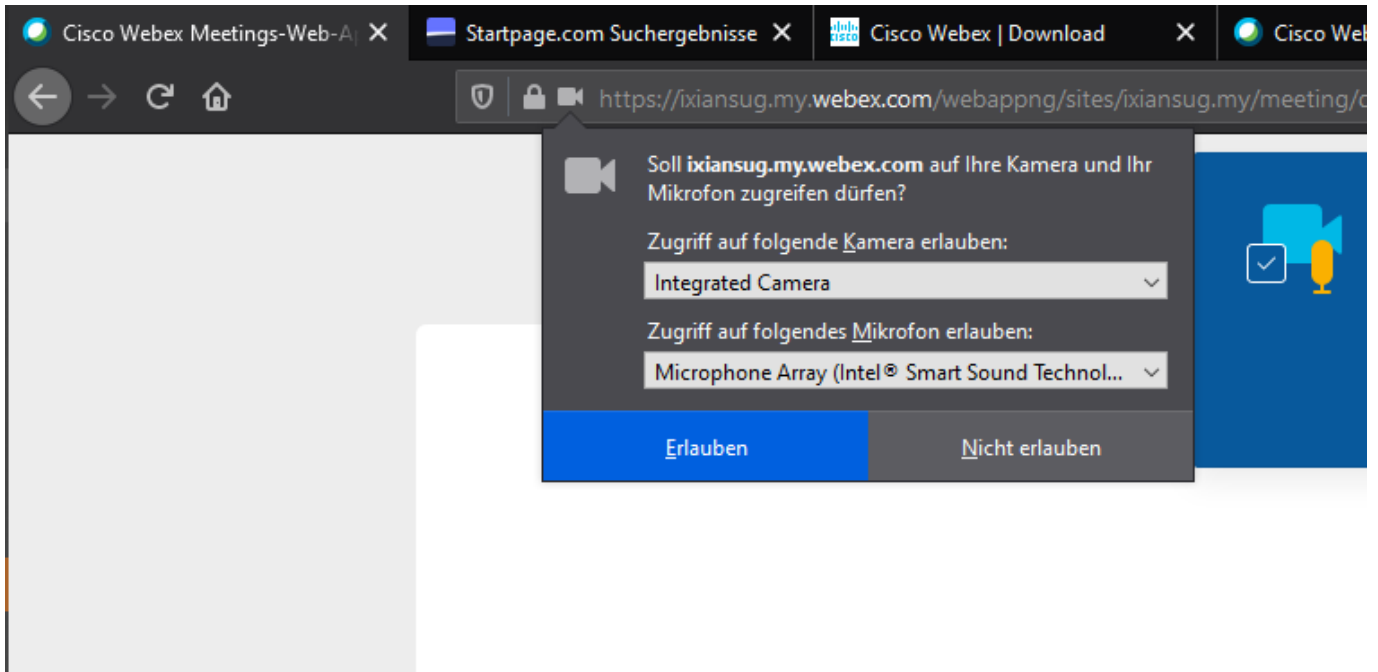 Cisco Webex Meetings-Web-A
Startpage.com Suchergebnisse
cisco
Cisco Webex | Download
Cisco Web
https://ixiansug.my.webex.com/webappng/sites/ixiansug.my/meeting/
Soll ixiansug.my.webex.com auf Ihre Kamera und Ihr
Mikrofon zugreifen dürfen?
Zugriff auf folgende Kamera erlauben:
Integrated Camera
Zugriff auf folgendes Mikrofon erlauben:
Microphone Array (Intel® Smart Sound Technol...
Erlauben
Nicht erlauben